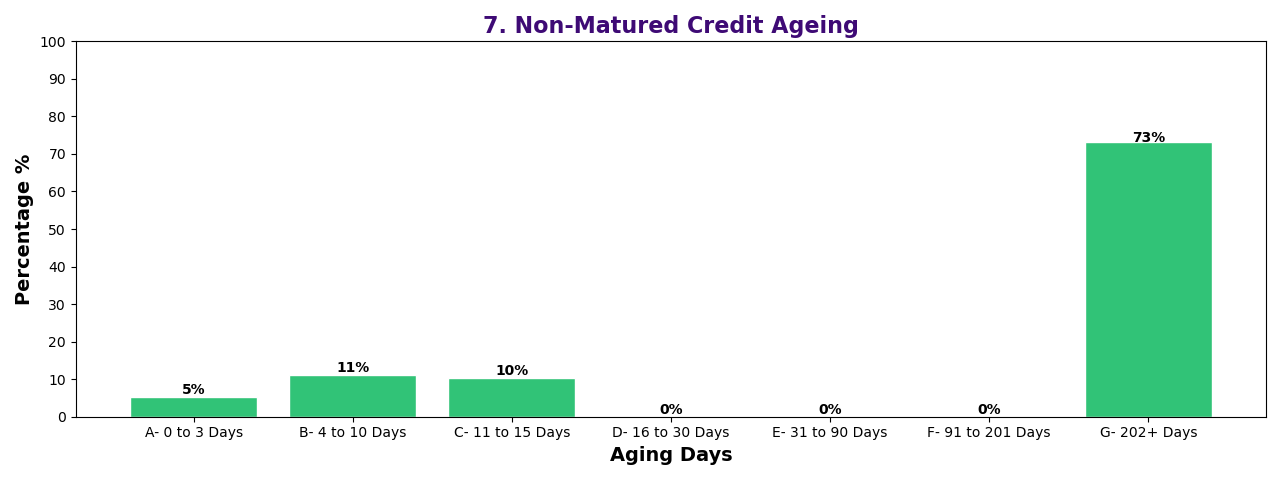 7. Non-Matured Credit Ageing
Percentage %
100
90
80
70
60
50
40
30
20
10
0
5%
11%
10%
0%
0%
0%
73%
A- 0 to 3 Days
B- 4 to 10 Days
C- 11 to 15 Days
D- 16 to 30 Days
E- 31 to 90 Days
F- 91 to 201 Days
G- 202+ Days
Aging Days